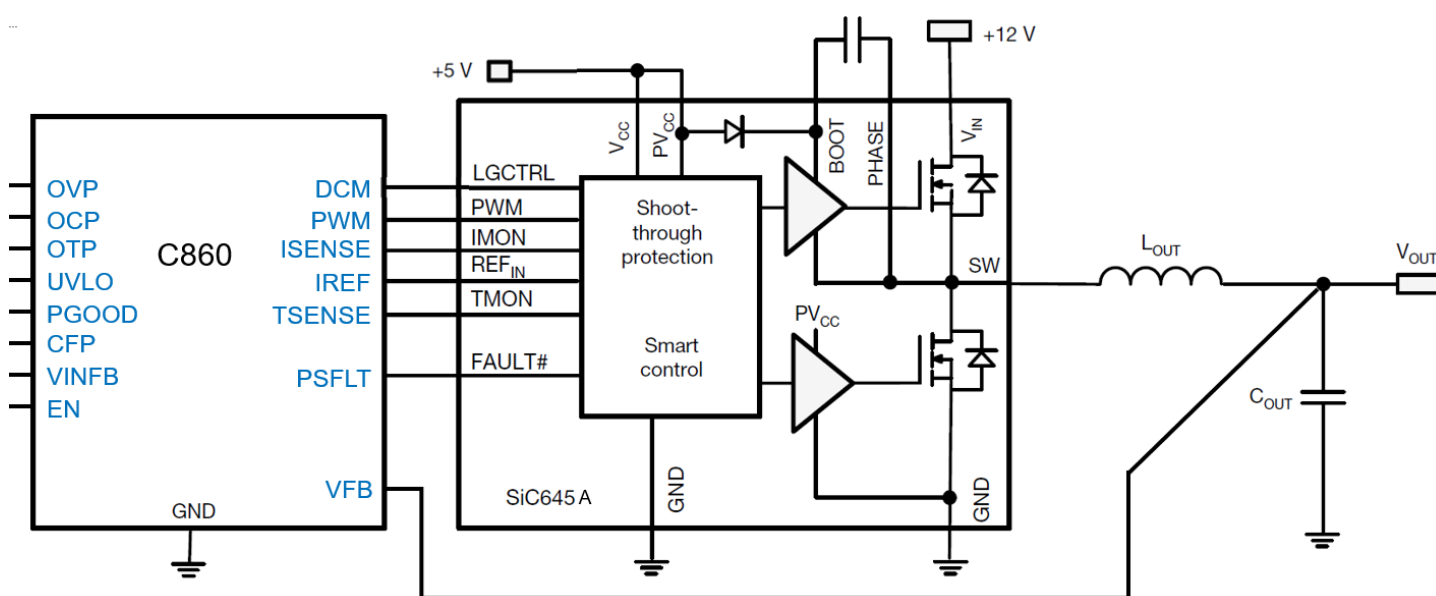 ...
+5 V
+12 V
C860
OVP
OCP
OTP
UVLO
PGOOD
CFP
VINFB
EN
GND
DCM
PWM
ISENSE
IREF
TSENSE
PSFLT
VFB
LGCTRL
PWM
IMON
REFIN
TMON
FAULT#
VCC
PVCC
BOOT
PHASE
VIN
Shoot-
through
protection
Smart
control
PVCC
SW
GND
GND
SiC645A
LOUT
VOUT
COUT